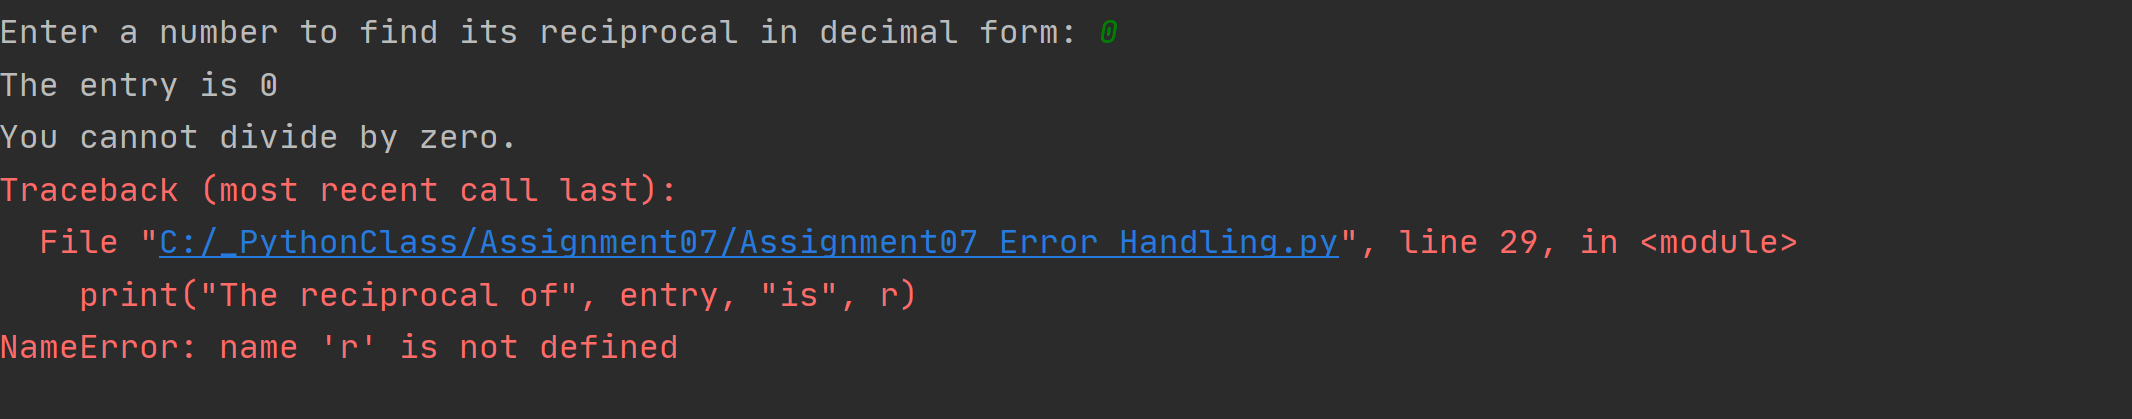 Enter a number to find its reciprocal in decimal form: 0
The entry is 0
You cannot divide by zero.
Traceback (most recent call last):
  File "C:/_PythonClass/Assignment07/Assignment07_Error_Handling.py", line 29, in <module>
    print("The reciprocal of", entry, "is", r)
NameError: name 'r' is not defined